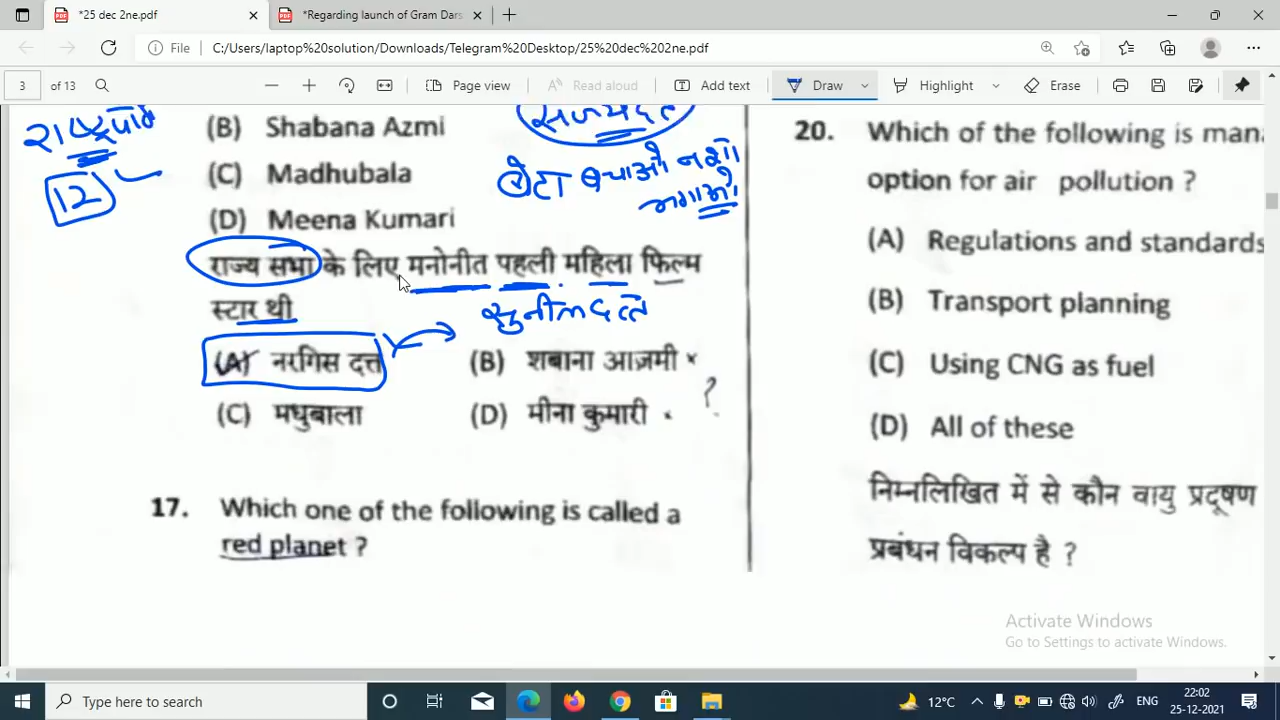 *25 dec 2ne.pdf
*Regarding launch of Gram Dars
File
C:/Users/laptop%20solution/Downloads/Telegram%20Desktop/25%20dec%202ne.pdf
3 of 13
Page view
Read aloud
Add text
Draw
Highlight
Erase
12
(B) Shabana Azmi
(C) Madhubala
(D) Meena Kumari
राज्य सभा के लिए मनोनीत पहली महिला फिल्म
स्टार थी
सुनील दत्त
(A) नरगिस दत्त
(B) शबाना आज़मी
(C) मधुबाला
(D) मीना कुमारी
?
17. Which one of the following is called a
red planet ?
बेटा बचाओ नशा
20. Which of the following is man
option for air pollution ?
(A) Regulations and standards
(B) Transport planning
(C) Using CNG as fuel
(D) All of these
निम्नलिखित में से कौन वायु प्रदूषण
प्रबंधन विकल्प है ?
Activate Windows
Go to Settings to activate Windows.
Type here to search
12°C
ENG
22:02
25-12-2021